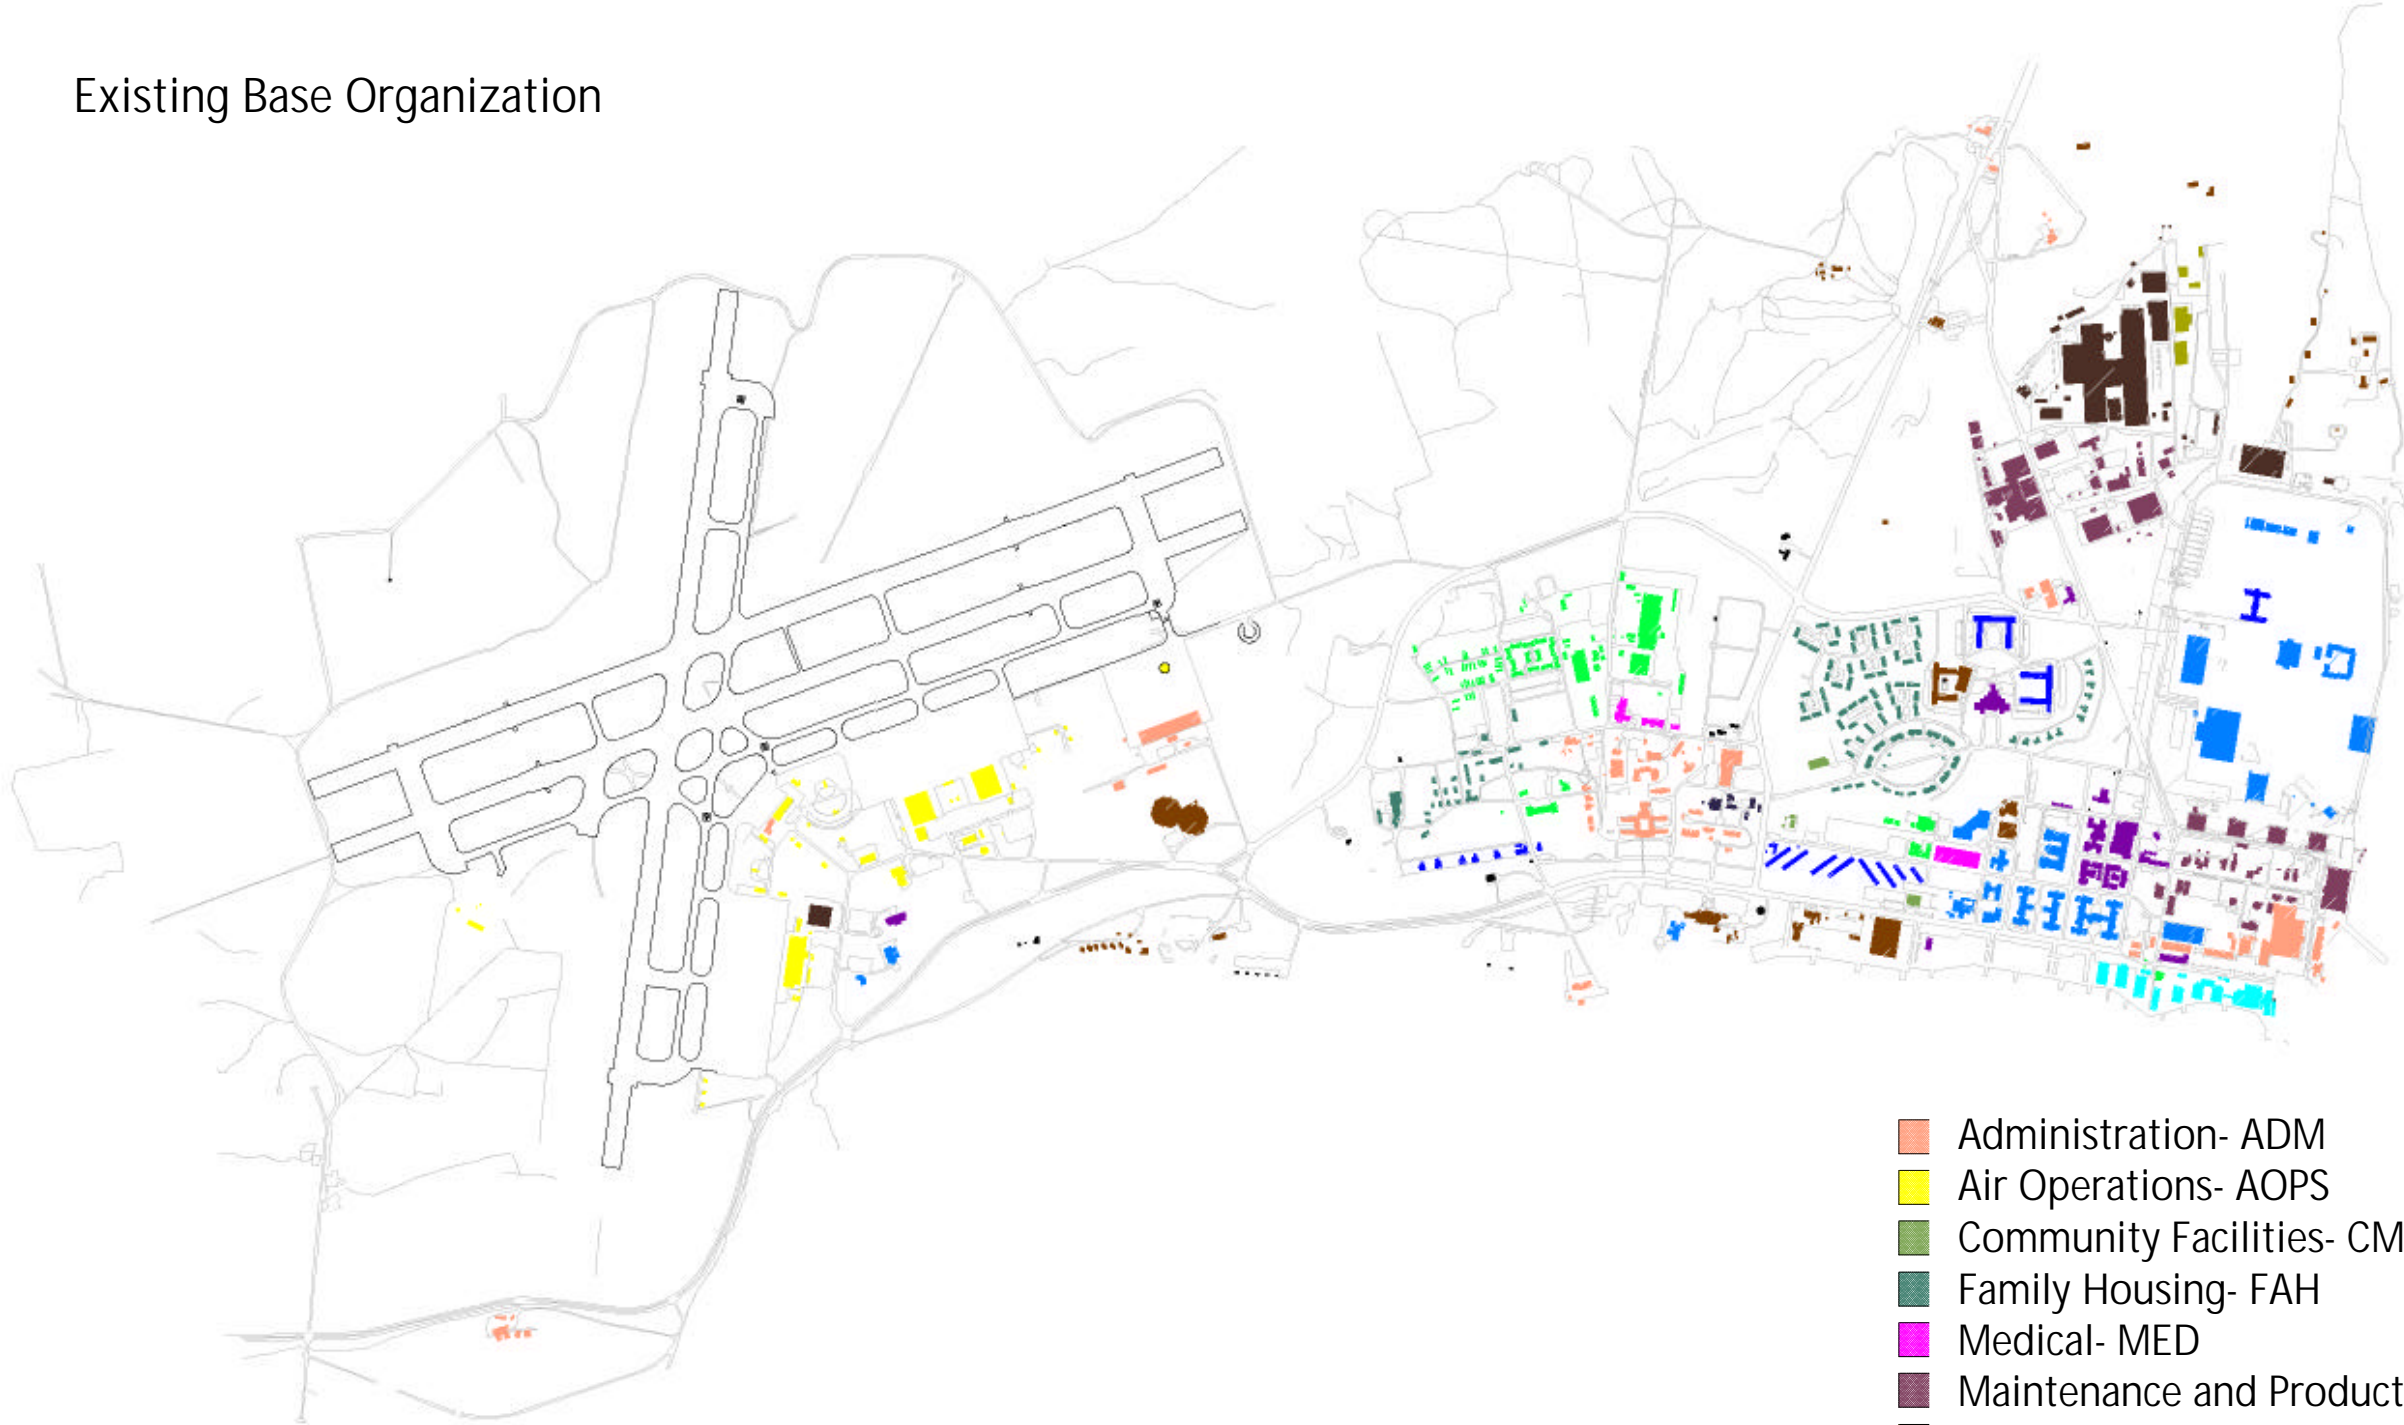 Existing Base Organization
Administration- ADM
Air Operations- AOPS
Community Facilities- CM
Family Housing- FAH
Medical- MED
Maintenance and Product